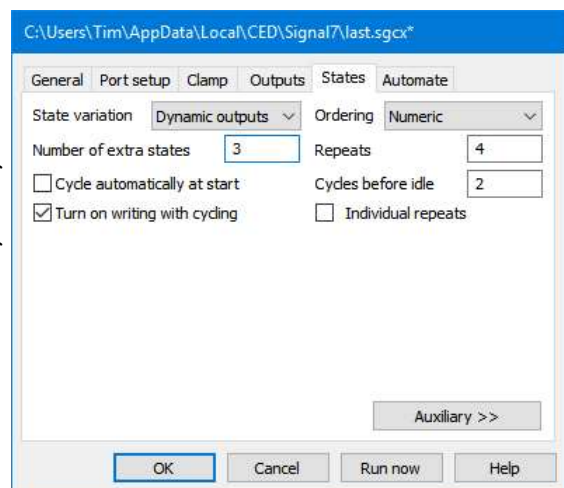 C:\Users\Tim\AppData\Local\CED\Signal7\last.sgcx*
General Port setup Clamp Outputs States Automate
State variation Dynamic outputs Ordering Numeric
Number of extra states 3 Repeats 4
Cycle automatically at start Cycles before idle 2
Turn on writing with cycling Individual repeats
Auxiliary >>
OK Cancel Run now Help